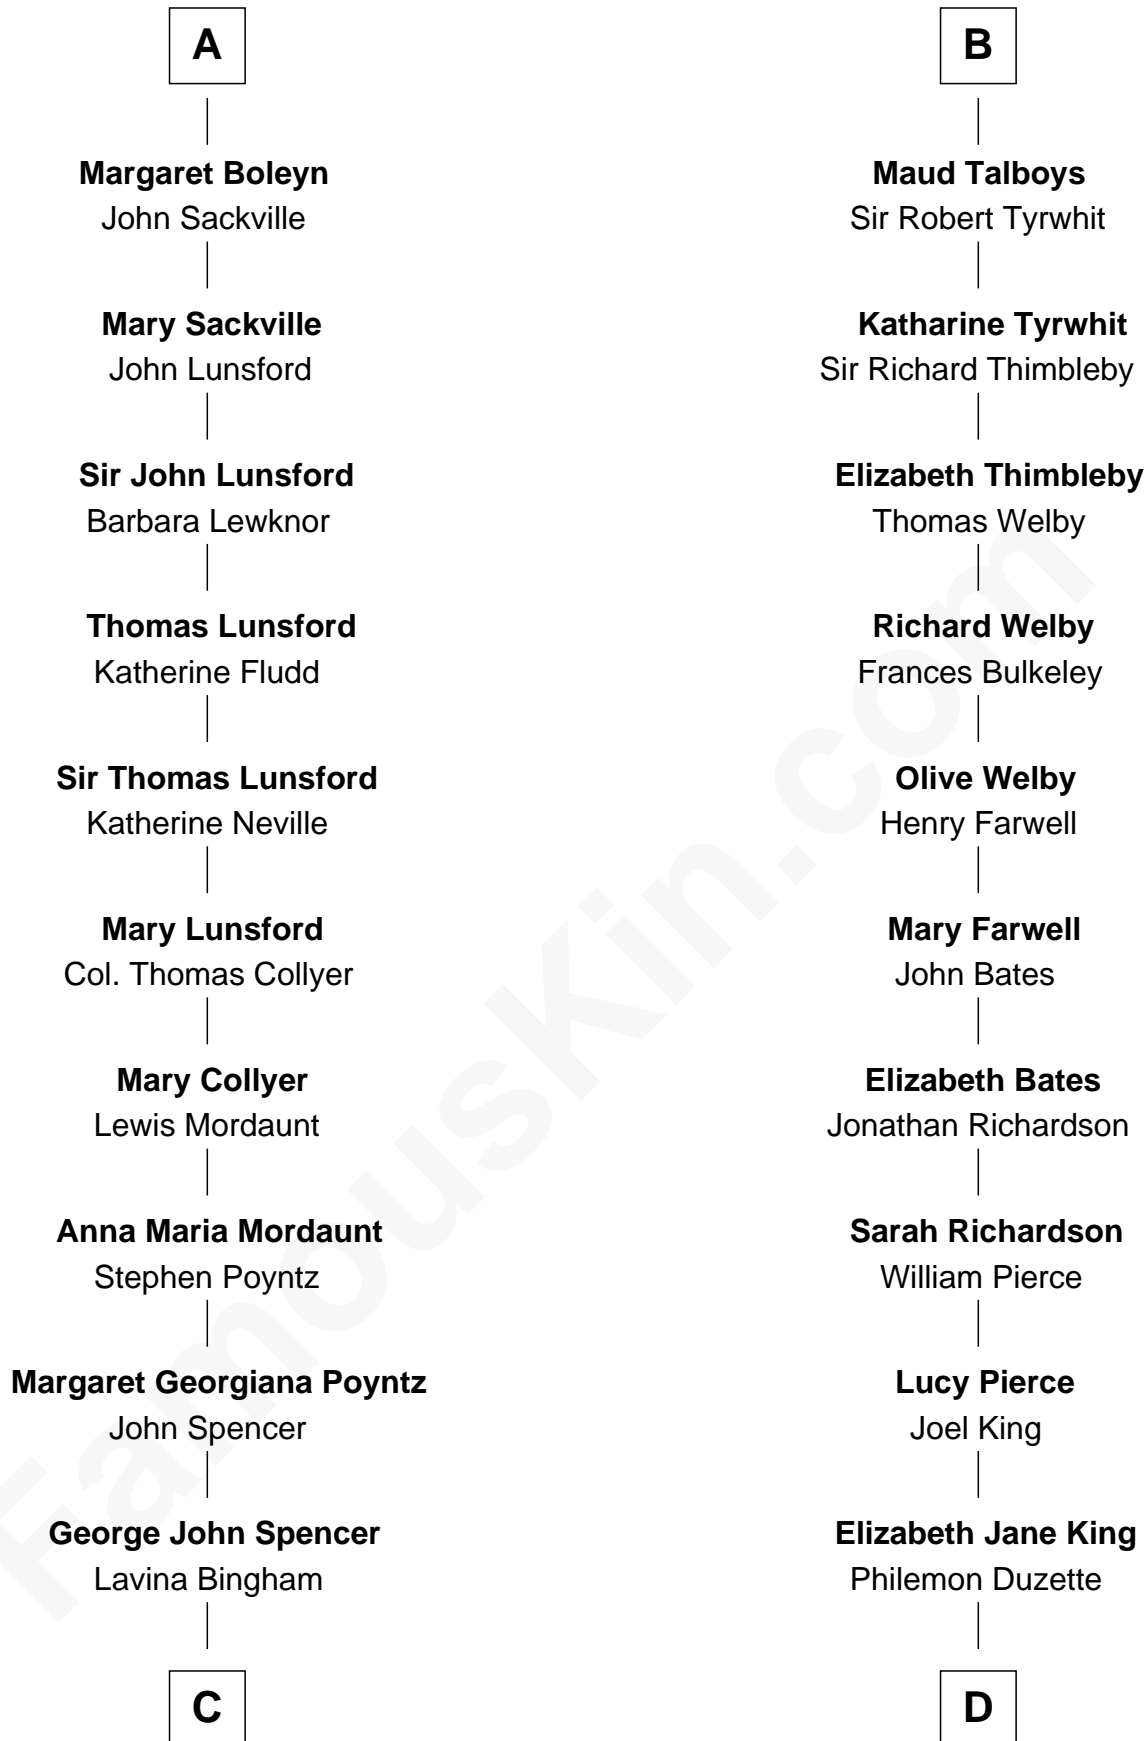 A
Margaret Boleyn
John Sackville
Mary Sackville
John Lunsford
Sir John Lunsford
Barbara Lewknor
Thomas Lunsford
Katherine Fludd
Sir Thomas Lunsford
Katherine Neville
Mary Lunsford
Col. Thomas Collyer
Mary Collyer
Lewis Mordaunt
Anna Maria Mordaunt
Stephen Poyntz
Margaret Georgiana Poyntz
John Spencer
George John Spencer
Lavina Bingham
C
B
Maud Talboys
Sir Robert Tyrwhit
Katharine Tyrwhit
Sir Richard Thimbleby
Elizabeth Thimbleby
Thomas Welby
Richard Welby
Frances Bulkeley
Olive Welby
Henry Farwell
Mary Farwell
John Bates
Elizabeth Bates
Jonathan Richardson
Sarah Richardson
William Pierce
Lucy Pierce
Joel King
Elizabeth Jane King
Philemon Duzette
D
FamousKin.com